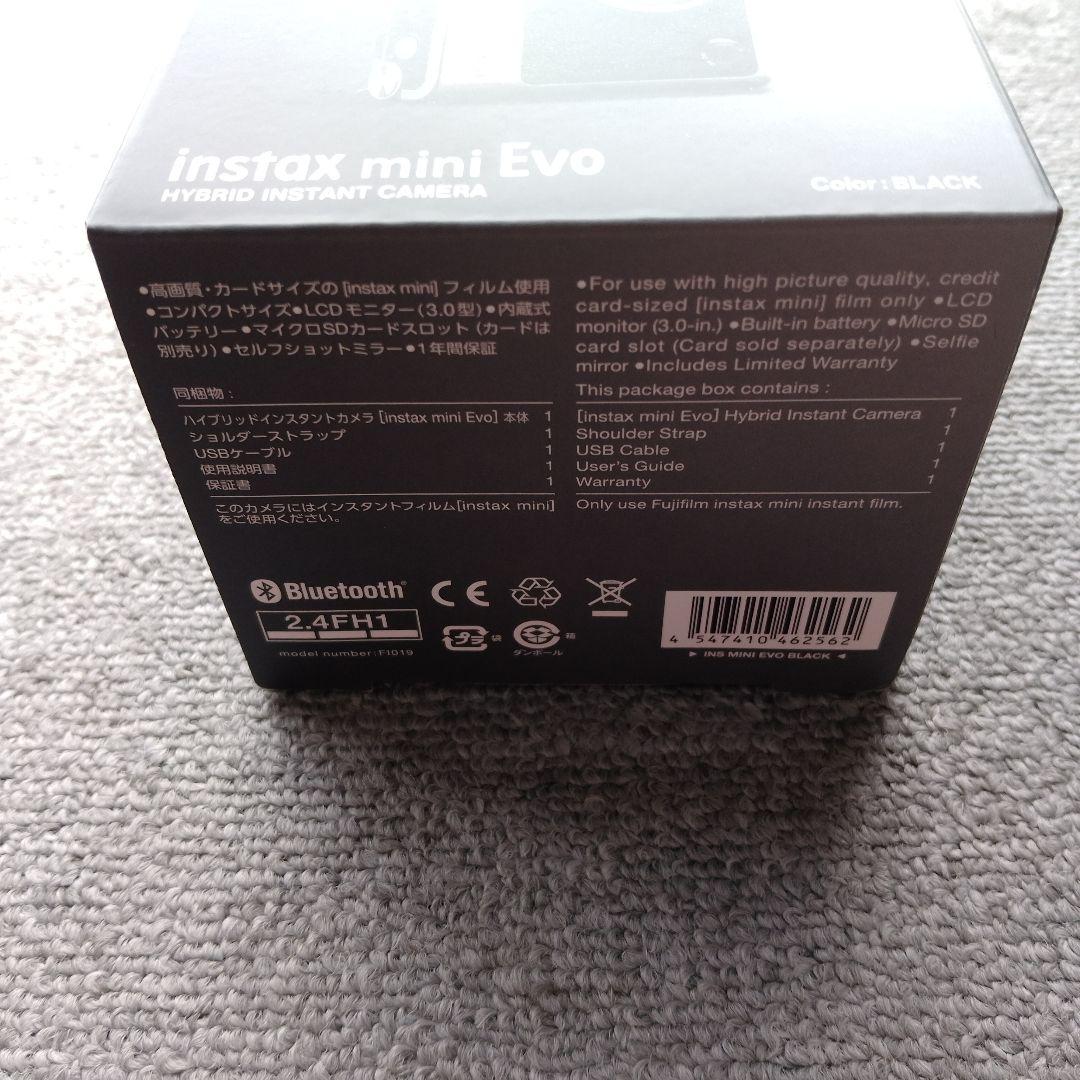 instax mini Evo
HYBRID INSTANT CAMERA
Color : BLACK
●高画質・カードサイズの [instax mini] フィルム使用
●コンパクトサイズ●LCDモニター(3.0型)●内蔵式
バッテリー●マイクロSDカードスロット(カードは
別売り)●セルフショットミラー●1年間保証
同梱物 :
ハイブリッドインスタントカメラ [instax mini Evo] 本体 1
ショルダーストラップ 1
USBケーブル 1
使用説明書 1
保証書 1
このカメラにはインスタントフィルム[instax mini]
をご使用ください。
●For use with high picture quality, credit
card-sized [instax mini] film only ●LCD
monitor (3.0-in.) ●Built-in battery ●Micro SD
card slot (Card sold separately) ●Selfie
mirror ●Includes Limited Warranty
This package box contains :
[instax mini Evo] Hybrid Instant Camera 1
Shoulder Strap 1
USB Cable 1
User's Guide 1
Warranty 1
Only use Fujifilm instax mini instant film.
Bluetooth®
CE
2.4FH1
model number:FI019
プラ 袋
箱
ダンボール
4 547410 462562
► INS MINI EVO BLACK ◄